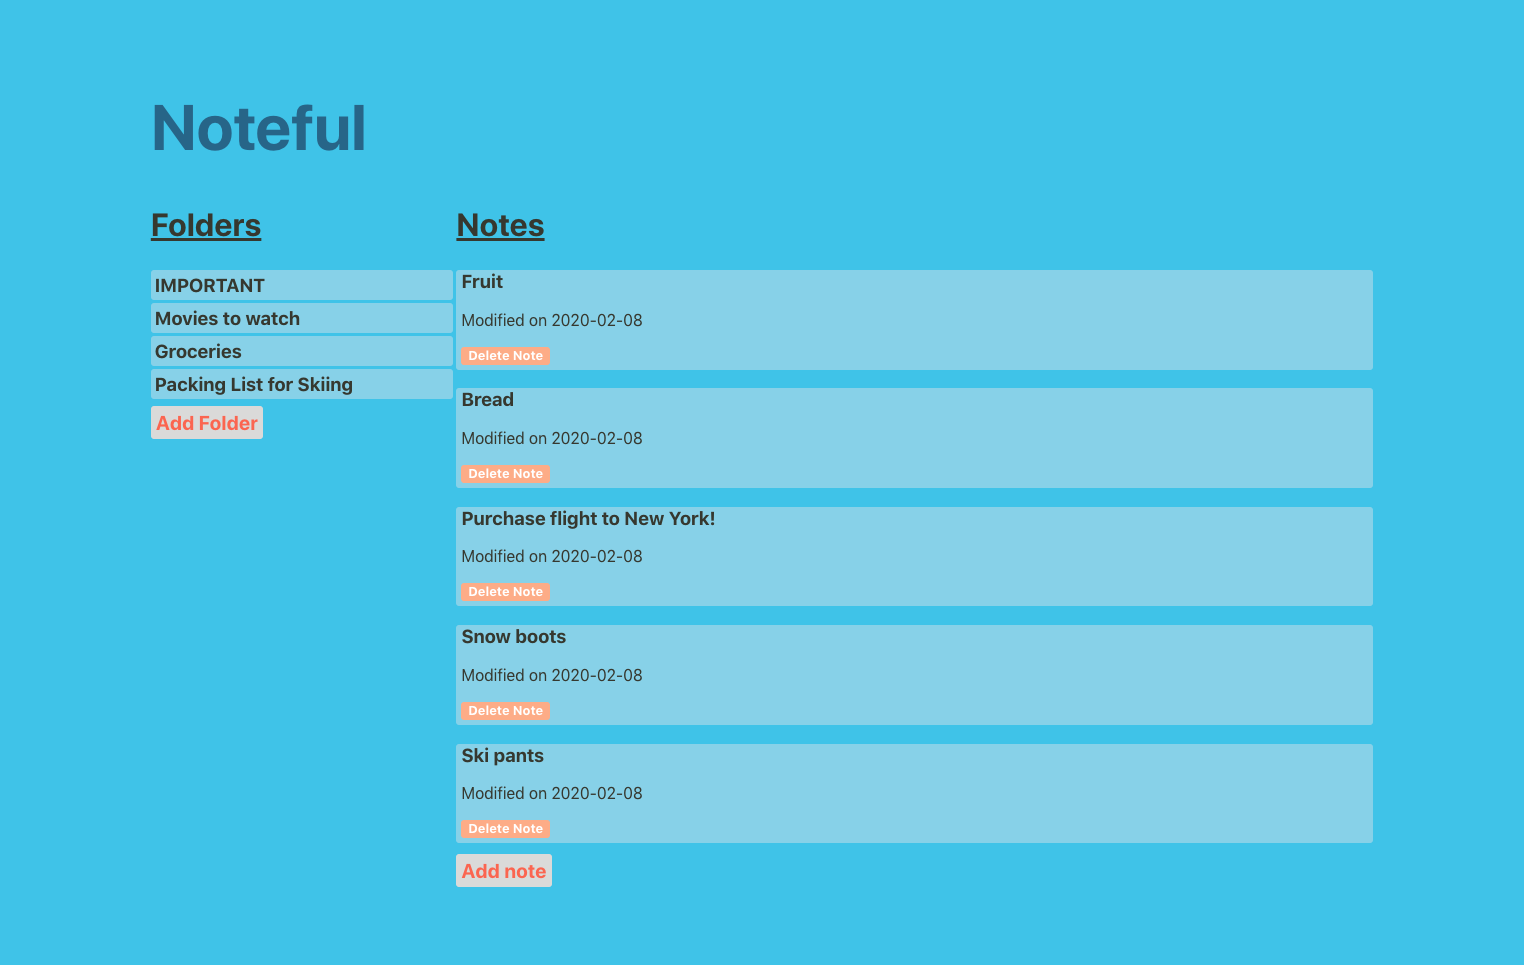 Noteful
Folders
IMPORTANT
Movies to watch
Groceries
Packing List for Skiing
Add Folder
Notes
Fruit
Modified on 2020-02-08
Delete Note
Bread
Modified on 2020-02-08
Delete Note
Purchase flight to New York!
Modified on 2020-02-08
Delete Note
Snow boots
Modified on 2020-02-08
Delete Note
Ski pants
Modified on 2020-02-08
Delete Note
Add note